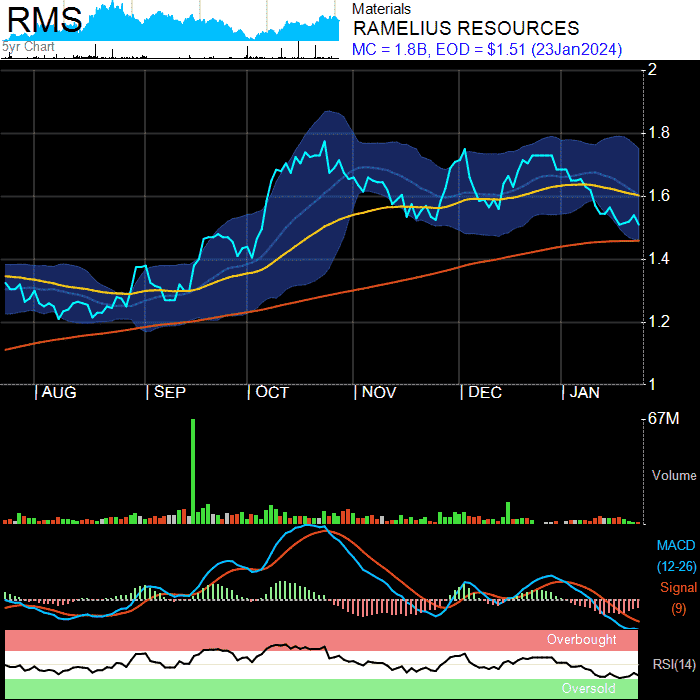 RMS
5yr Chart
Materials
RAMELIUS RESOURCES
MC = 1.8B, EOD = $1.51 (23Jan2024)
2
1.8
1.6
1.4
1.2
1
AUG SEP OCT NOV DEC JAN
67M
Volume
MACD
(12-26)
Signal
(9)
Overbought
RSI(14)
Oversold